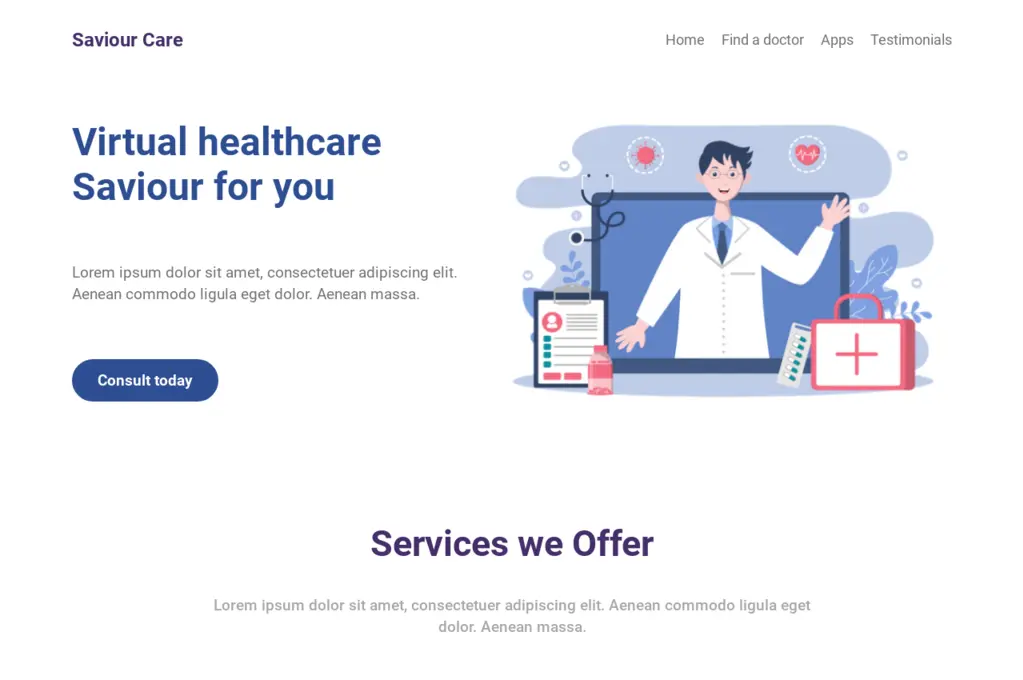 Saviour Care
Home Find a doctor Apps Testimonials
Virtual healthcare
Saviour for you
Lorem ipsum dolor sit amet, consectetuer adipiscing elit.
Aenean commodo ligula eget dolor. Aenean massa.
Consult today
Services we Offer
Lorem ipsum dolor sit amet, consectetuer adipiscing elit. Aenean commodo ligula eget
dolor. Aenean massa.